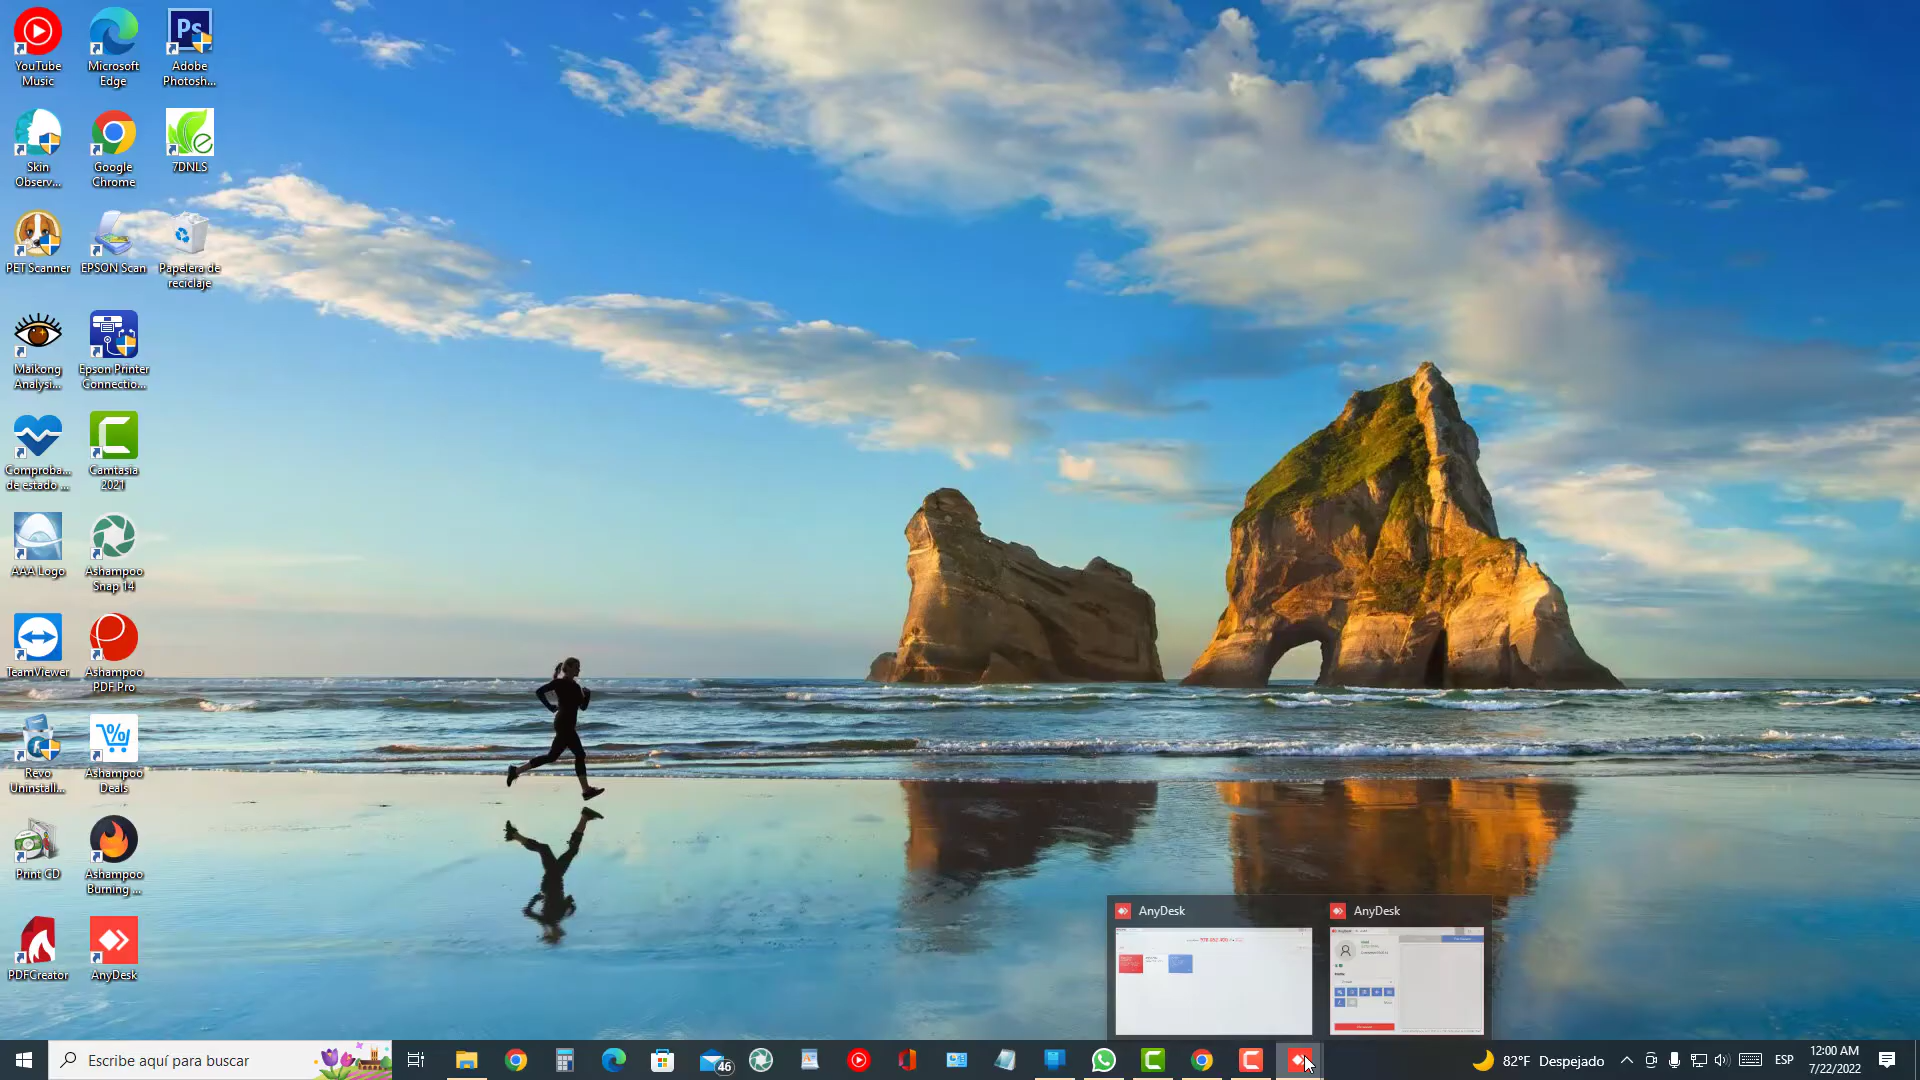 YouTube
Music
Microsoft
Edge
Ps
Adobe
Photosh...
Skin
Observ...
Google
Chrome
7DNLS
PET Scanner
EPSON Scan
Papelera de
reciclaje
Maikong
Analysi...
Epson Printer
Connectio...
Comproba...
de estado ...
Camtasia
2021
AAA Logo
Ashampoo
Snap 14
TeamViewer
Ashampoo
PDF Pro
Revo
Uninstall...
Ashampoo
Deals
Print CD
Ashampoo
Burning ...
PDFCreator
AnyDesk
AnyDesk
AnyDesk
Escribe aquí para buscar
46
82°F Despejado
ESP
12:00 AM
7/22/2022